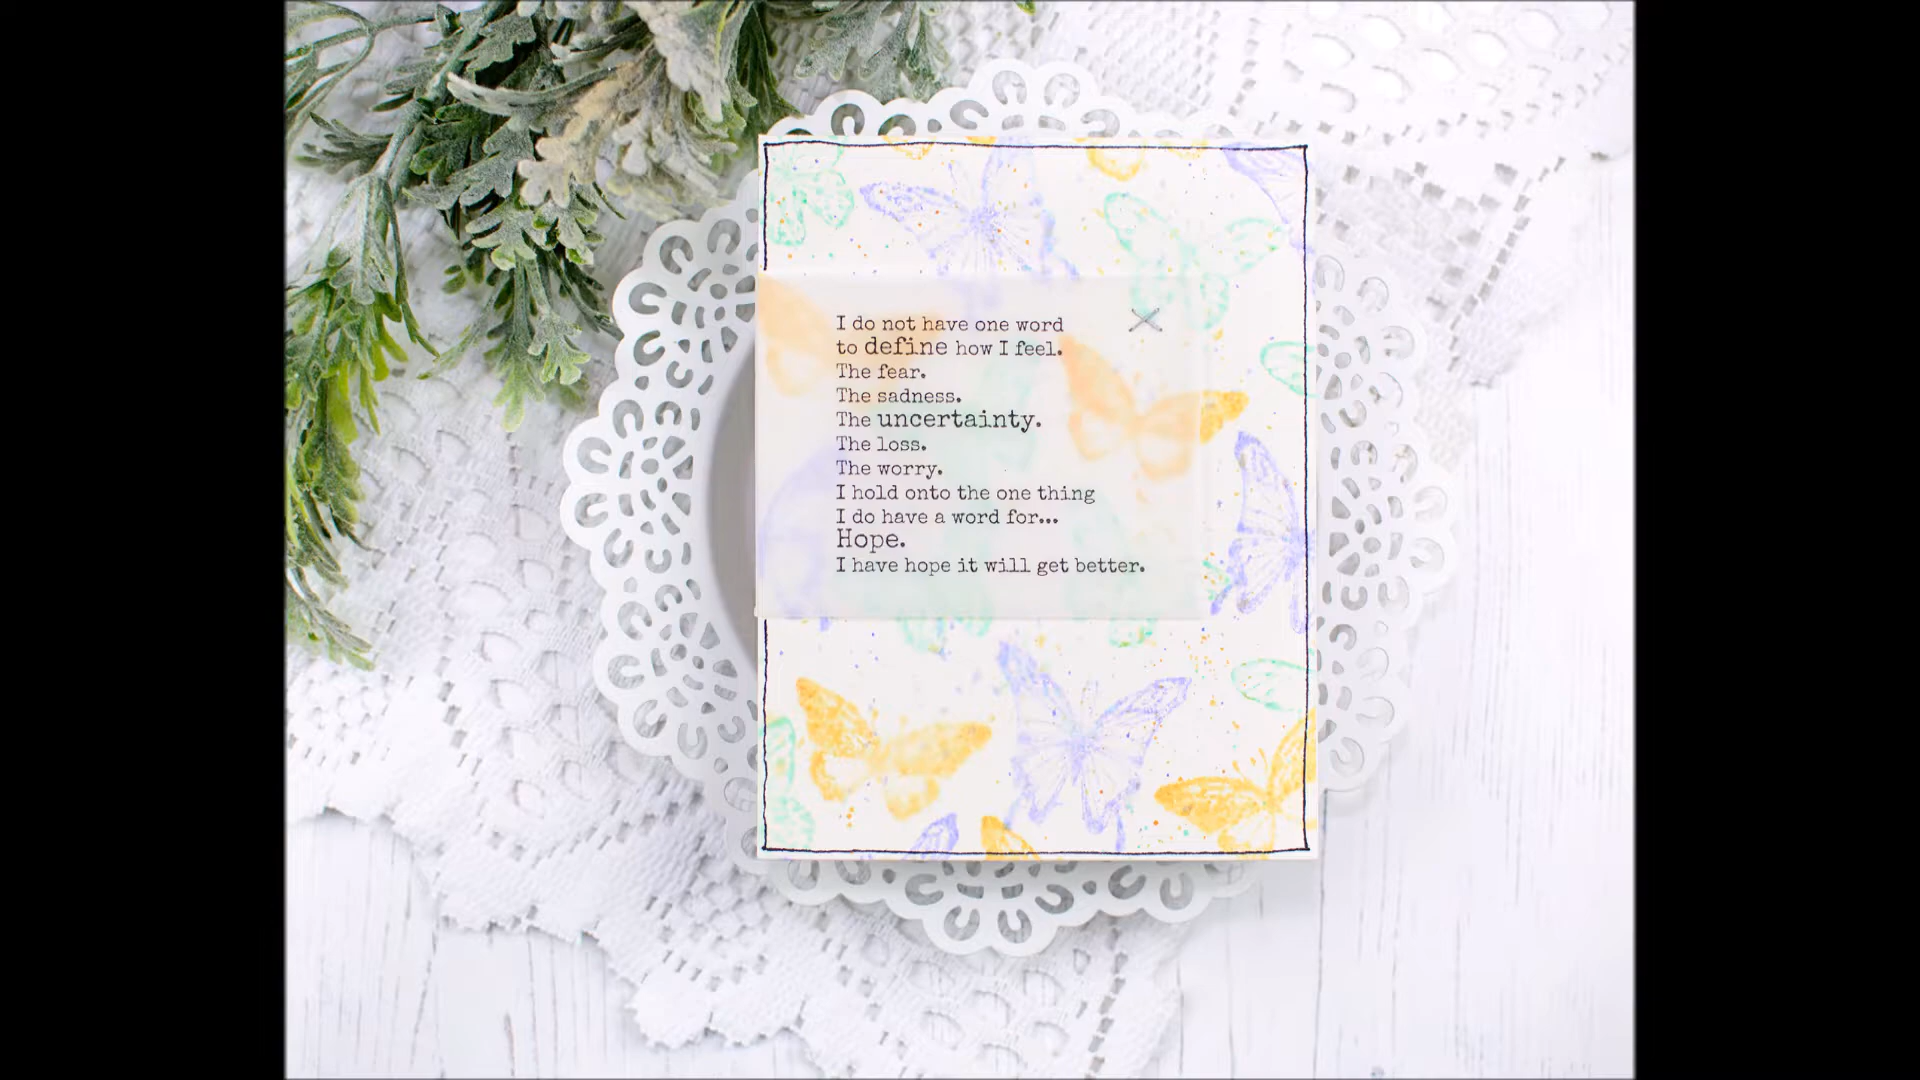 I do not have one word
to define how I feel.
The fear.
The sadness.
The uncertainty.
The loss.
The worry.
I hold onto the one thing
I do have a word for...
Hope.
I have hope it will get better.